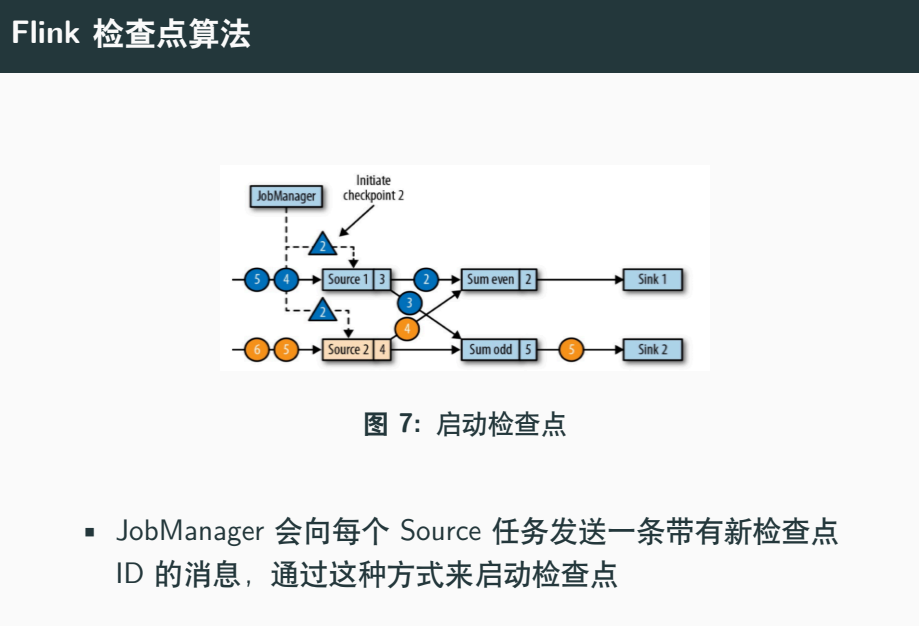 Flink 检查点算法
Initiate
checkpoint 2
JobManager
2
5 4 Source 1 3 2 Sum even 2 Sink 1
3
2
4
6 5 Source 2 4 Sum odd 5 5 Sink 2
图 7: 启动检查点
▪ JobManager 会向每个 Source 任务发送一条带有新检查点
ID 的消息，通过这种方式来启动检查点